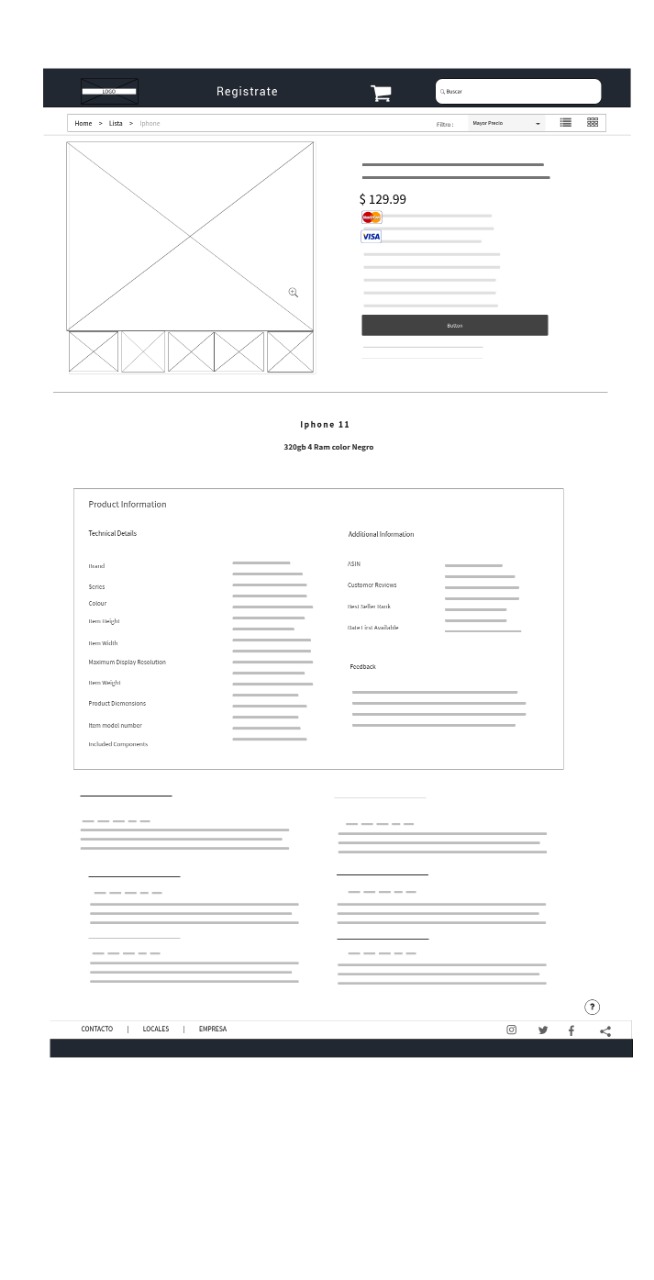 LOGO
Registrate
Buscar
Home > Lista > Iphone
Filtro :
Mayor Precio
$ 129.99
MasterCard
VISA
Button
Iphone 11
320gb 4 Ram color Negro
Product Information
Technical Details
Brand
Series
Colour
Item Height
Item Width
Maximum Display Resolution
Item Weight
Product Diemensions
Item model number
Included Components
Additional Information
ASIN
Customer Reviews
Best Seller Rank
Date First Available
Feedback
?
CONTACTO | LOCALES | EMPRESA